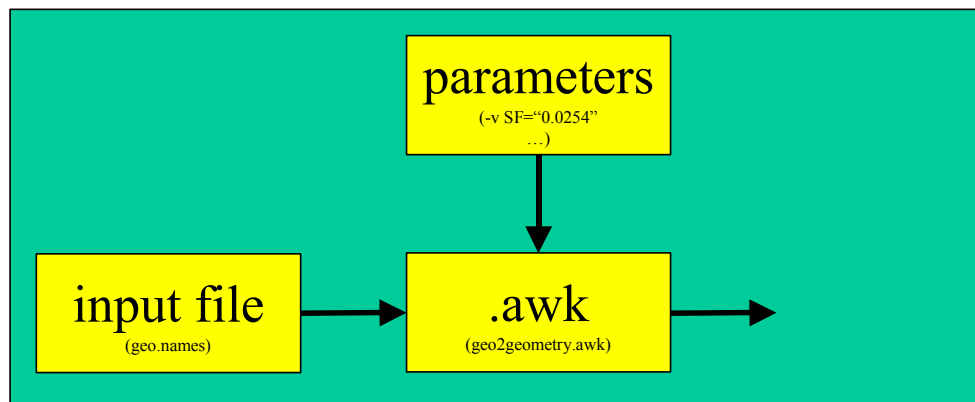 parameters
(-v SF=“0.0254”
…)
input file
(geo.names)
.awk
(geo2geometry.awk)